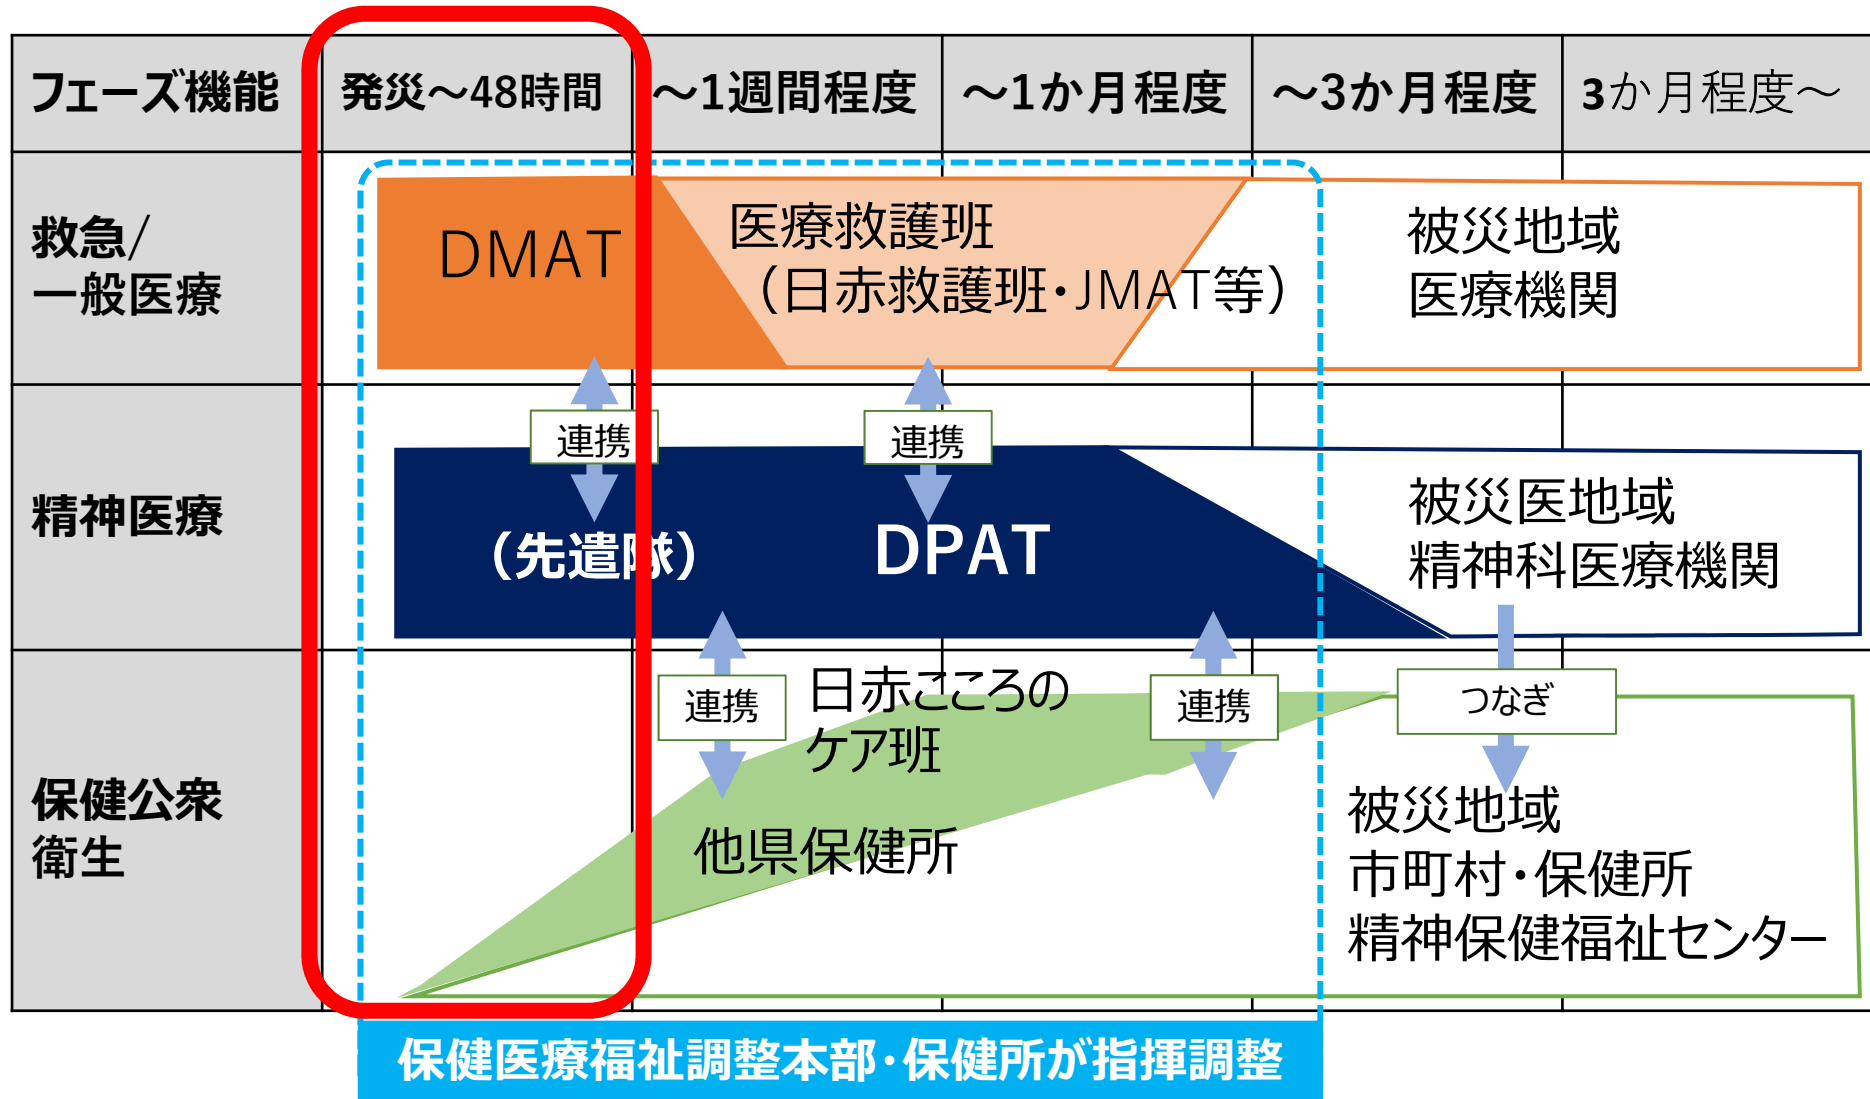 フェーズ機能
発災～48時間
～1週間程度
～1か月程度
～3か月程度
3か月程度～
救急/
一般医療
DMAT
医療救護班
（日赤救護班・JMAT等）
被災地域
医療機関
連携
連携
精神医療
（先遣隊）
DPAT
被災医地域
精神科医療機関
連携
連携
つなぎ
保健公衆
衛生
日赤こころの
ケア班
他県保健所
被災地域
市町村・保健所
精神保健福祉センター
保健医療福祉調整本部・保健所が指揮調整